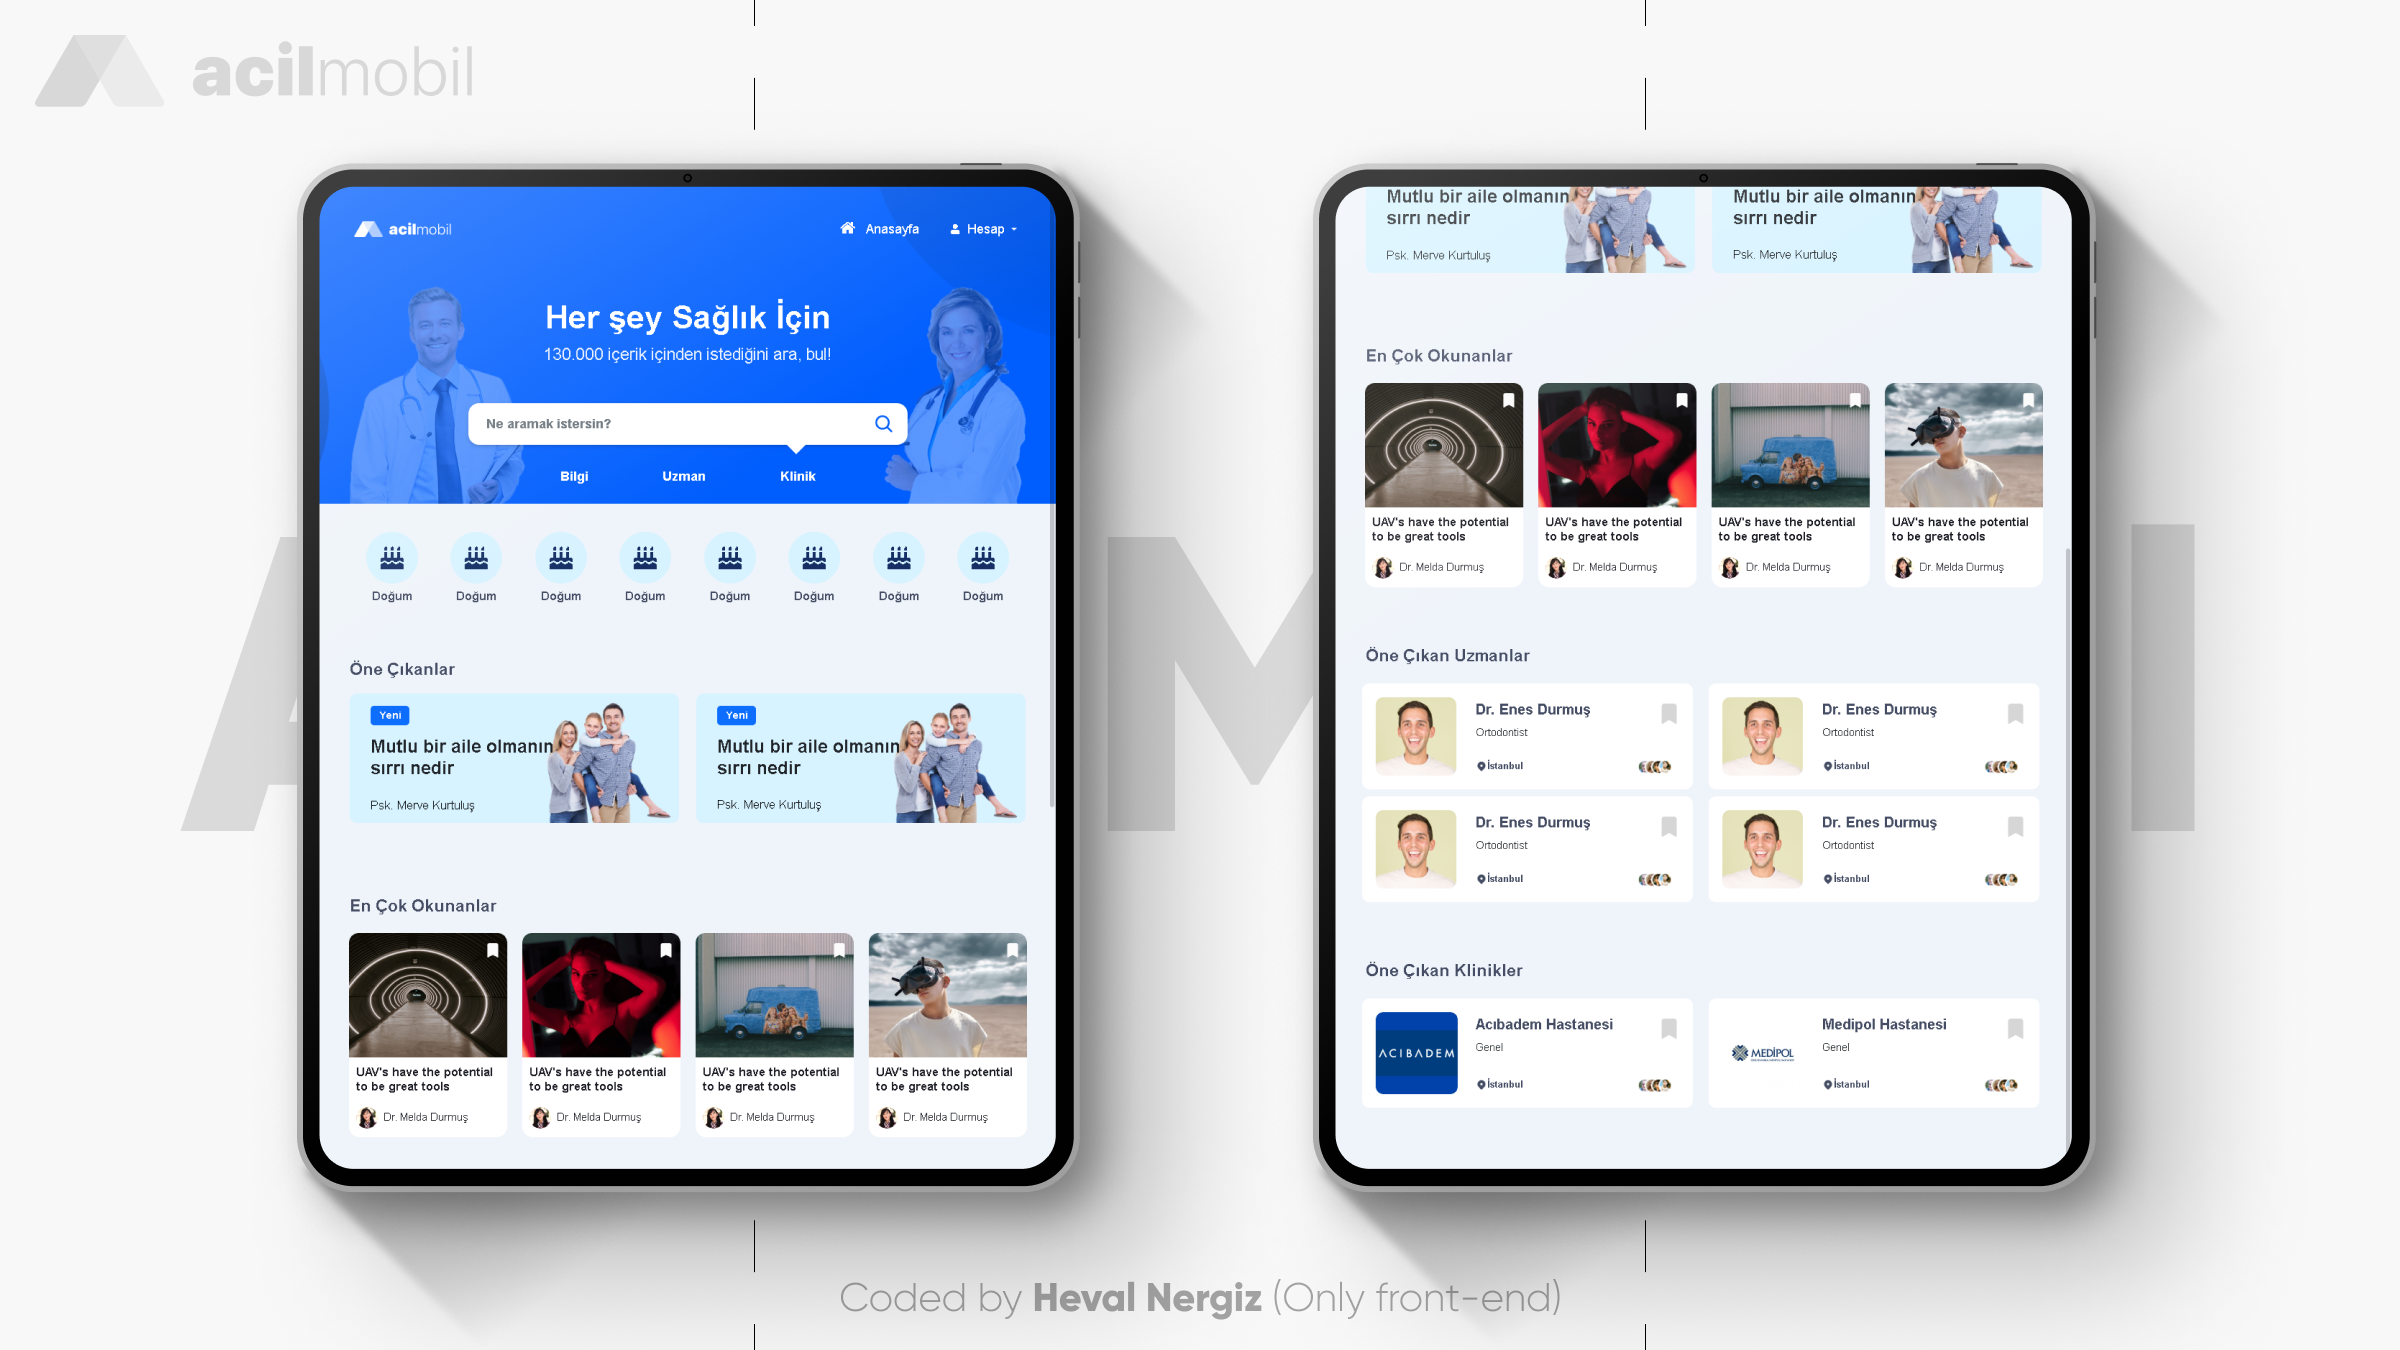 acilmobil
acilmobil
Anasayfa
Hesap
Her şey Sağlık İçin
130.000 içerik içinden istediğini ara, bul!
Ne aramak istersin?
Bilgi Uzman Klinik
Doğum Doğum Doğum Doğum Doğum Doğum Doğum Doğum
Öne Çıkanlar
Yeni
Mutlu bir aile olmanın
sırrı nedir
Psk. Merve Kurtuluş
Yeni
Mutlu bir aile olmanın
sırrı nedir
Psk. Merve Kurtuluş
En Çok Okunanlar
UAV's have the potential
to be great tools
Dr. Melda Durmuş
UAV's have the potential
to be great tools
Dr. Melda Durmuş
UAV's have the potential
to be great tools
Dr. Melda Durmuş
UAV's have the potential
to be great tools
Dr. Melda Durmuş
Mutlu bir aile olmanın
sırrı nedir
Psk. Merve Kurtuluş
Mutlu bir aile olmanın
sırrı nedir
Psk. Merve Kurtuluş
En Çok Okunanlar
UAV's have the potential
to be great tools
Dr. Melda Durmuş
UAV's have the potential
to be great tools
Dr. Melda Durmuş
UAV's have the potential
to be great tools
Dr. Melda Durmuş
UAV's have the potential
to be great tools
Dr. Melda Durmuş
Öne Çıkan Uzmanlar
Dr. Enes Durmuş
Ortodontist
İstanbul
Dr. Enes Durmuş
Ortodontist
İstanbul
Dr. Enes Durmuş
Ortodontist
İstanbul
Dr. Enes Durmuş
Ortodontist
İstanbul
Öne Çıkan Klinikler
ACIBADEM
Acıbadem Hastanesi
Genel
İstanbul
MEDİPOL
Medipol Hastanesi
Genel
İstanbul
A M I
Coded by Heval Nergiz (Only front-end)